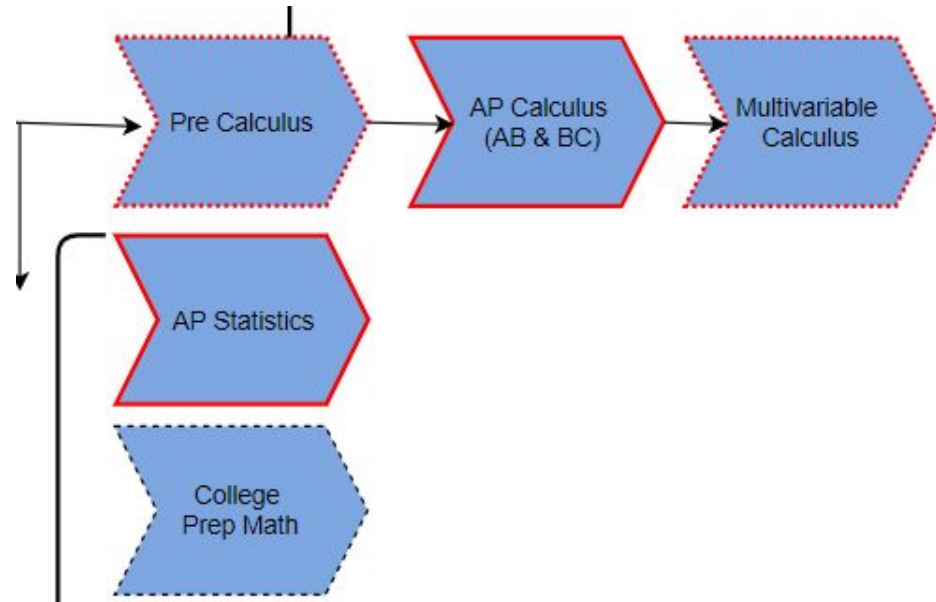 Pre Calculus
AP Calculus
(AB & BC)
Multivariable
Calculus
AP Statistics
College
Prep Math